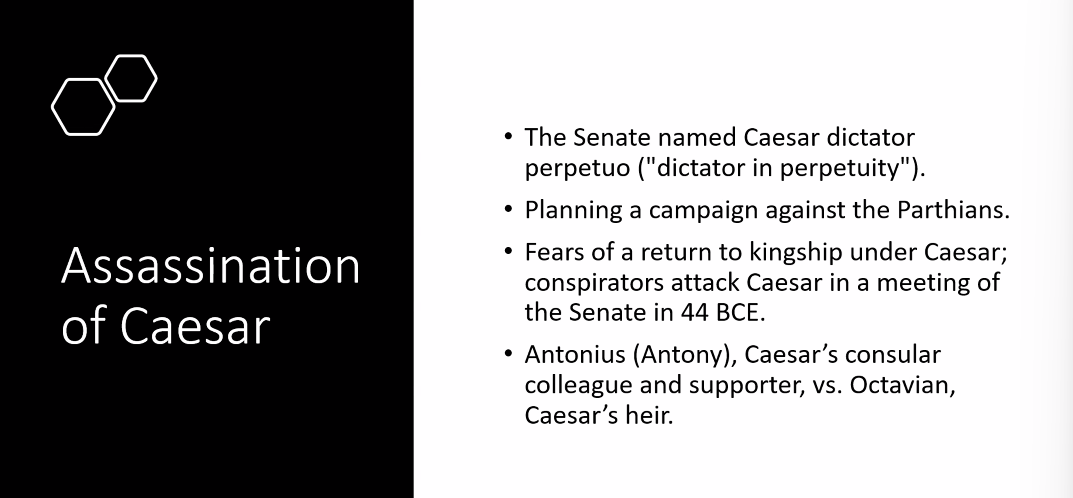 Assassination
of Caesar
• The Senate named Caesar dictator
perpetuo ("dictator in perpetuity").
• Planning a campaign against the Parthians.
• Fears of a return to kingship under Caesar;
conspirators attack Caesar in a meeting of
the Senate in 44 BCE.
• Antonius (Antony), Caesar’s consular
colleague and supporter, vs. Octavian,
Caesar’s heir.